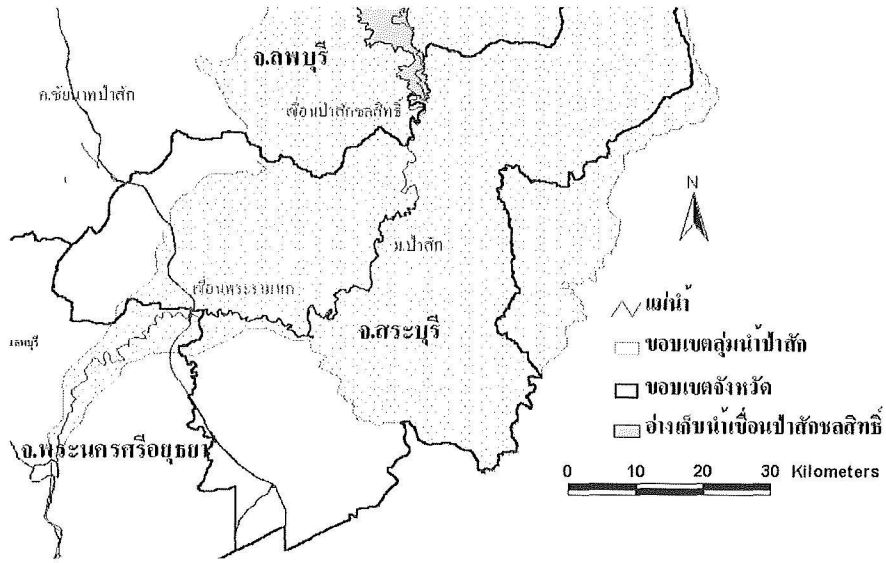 จ.ลพบุรี
ค.ชัยนาทป่าสัก
เขื่อนป่าสักชลสิทธิ์
N
ม.ป่าสัก
เขื่อนพระรามหก
แม่น้ำ
จ.สระบุรี
ขอบเขตลุ่มน้ำป่าสัก
ม.ลพบุรี
ขอบเขตจังหวัด
อ่างเก็บน้ำเขื่อนป่าสักชลสิทธิ์
จ.พระนครศรีอยุธยา
0 10 20 30 Kilometers